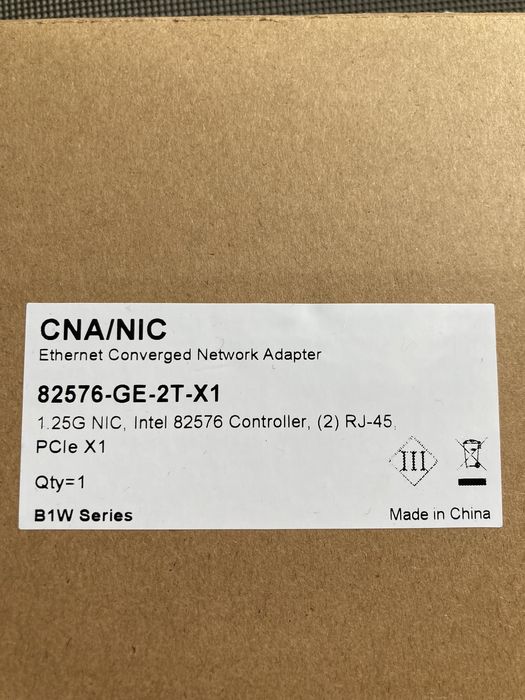 CNA/NIC
Ethernet Converged Network Adapter
82576-GE-2T-X1
1.25G NIC, Intel 82576 Controller, (2) RJ-45,
PCIe X1
III
Qty=1
B1W Series
Made in China